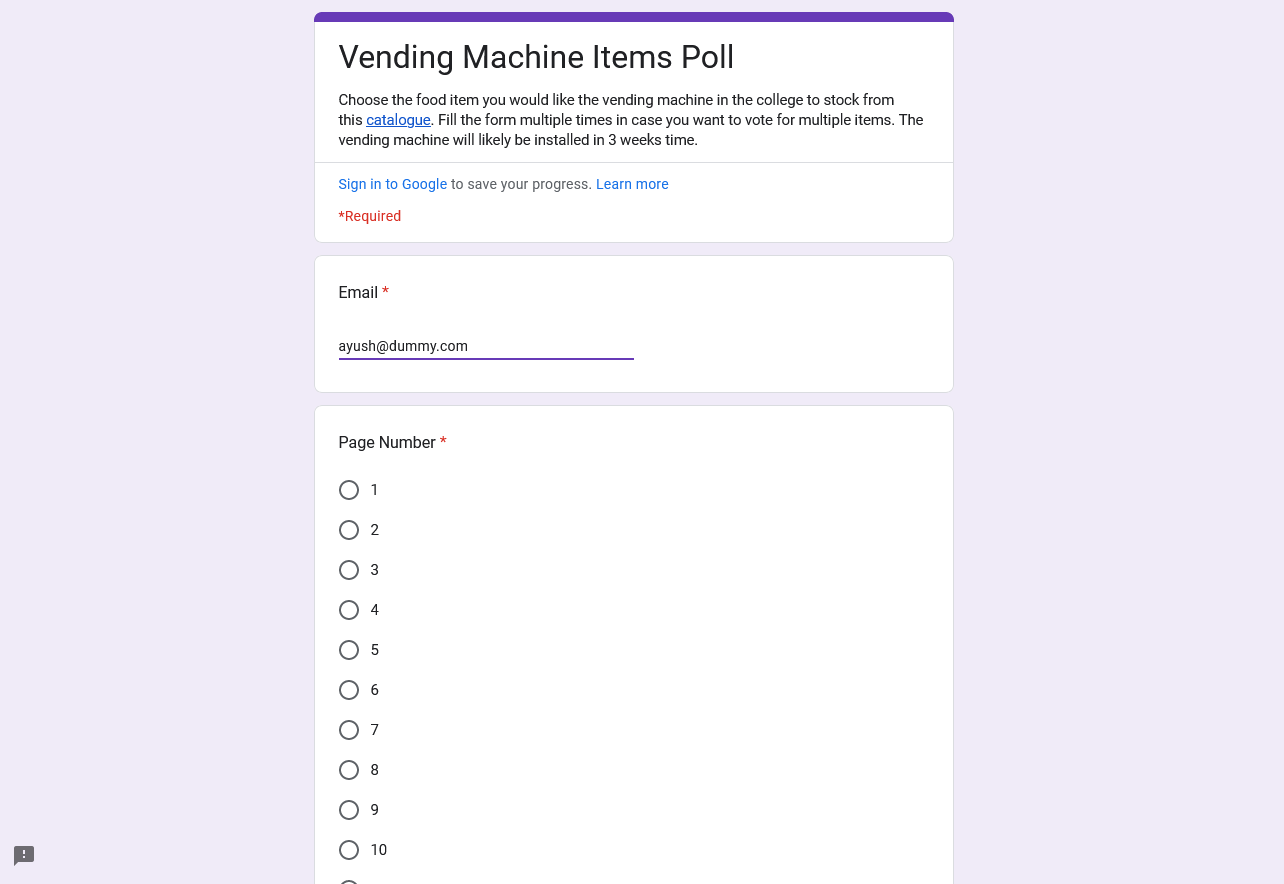 Vending Machine Items Poll
Choose the food item you would like the vending machine in the college to stock from
this catalogue. Fill the form multiple times in case you want to vote for multiple items. The
vending machine will likely be installed in 3 weeks time.
Sign in to Google to save your progress. Learn more
*Required
Email *
ayush@dummy.com
Page Number *
1
2
3
4
5
6
7
8
9
10